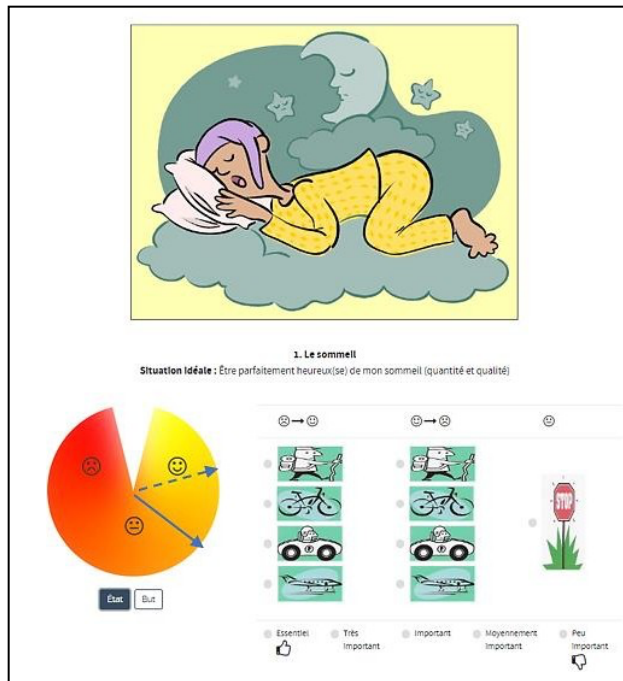 1. Le sommeil
Situation idéale : Être parfaitement heureux(se) de mon sommeil (quantité et qualité)
STOP
État But
Essentiel Très Important Moyennement Peu
Important Important Important